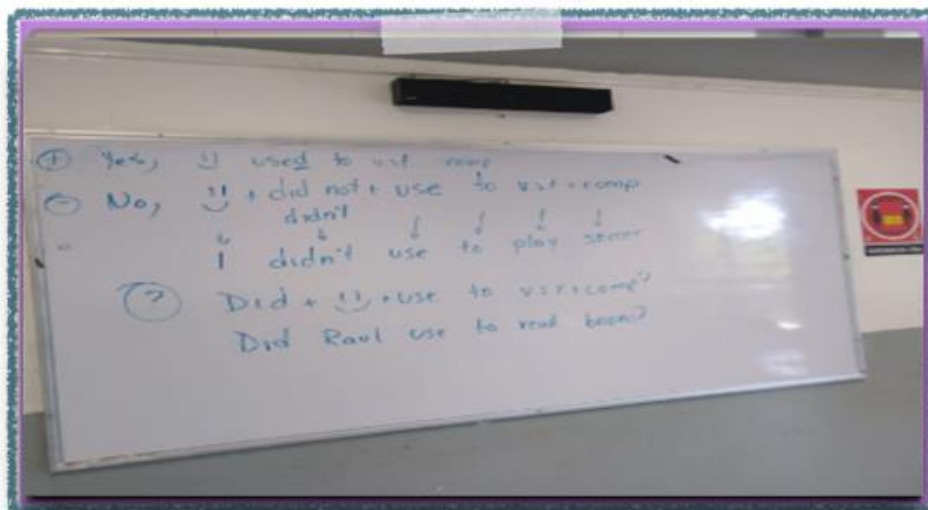 (+) Yes, used to v.s.f comp
(-) No, + did not + use to v.s.f + comp
didn't
I didn't use to play soccer
(?) Did + + use to v.s.f + comp?
Did Raul use to read books?